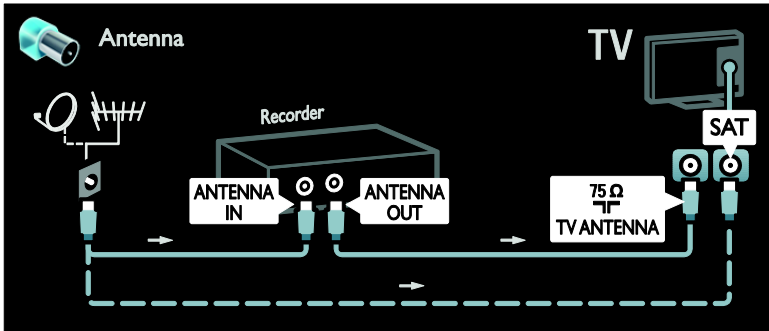 Antenna
TV
Recorder
SAT
ANTENNA
IN
ANTENNA
OUT
75 Ω
TV ANTENNA